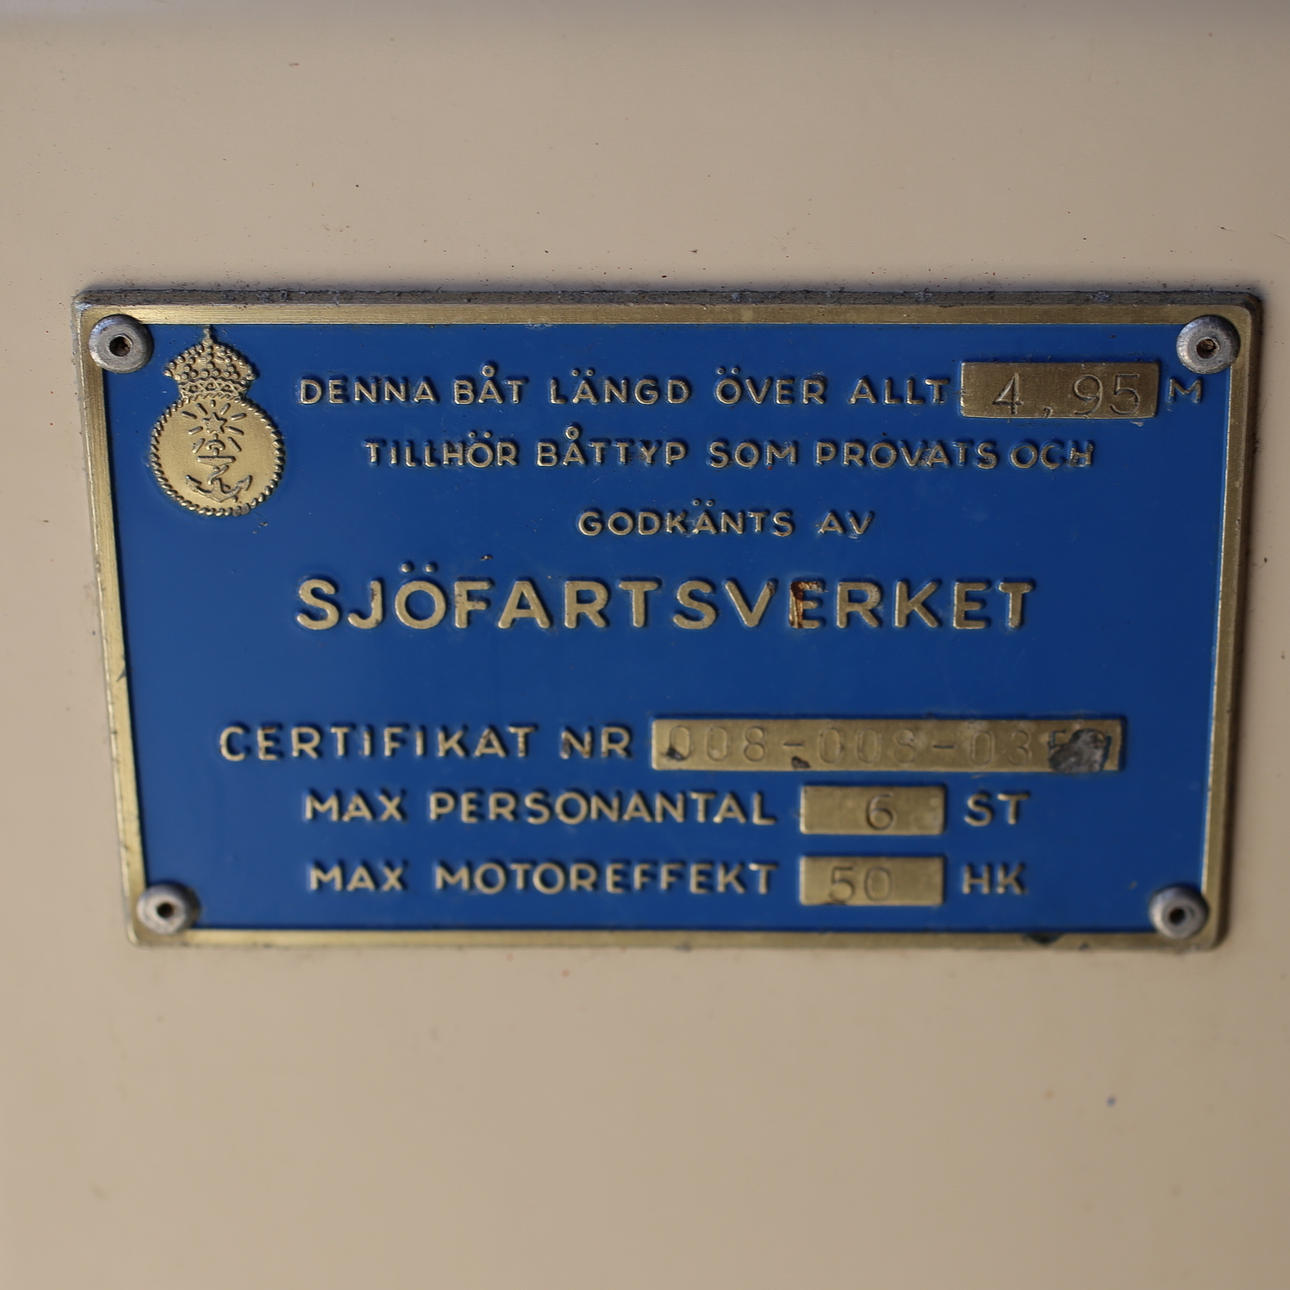 DENNA BÅT LÄNGD ÖVER ALLT 4,95 M
TILLHÖR BÅTTYP SOM PROVATS OCH
GODKÄNTS AV
SJÖFARTSVERKET
CERTIFIKAT NR
MAX PERSONANTAL 6 ST
MAX MOTOREFFEKT 50 HK